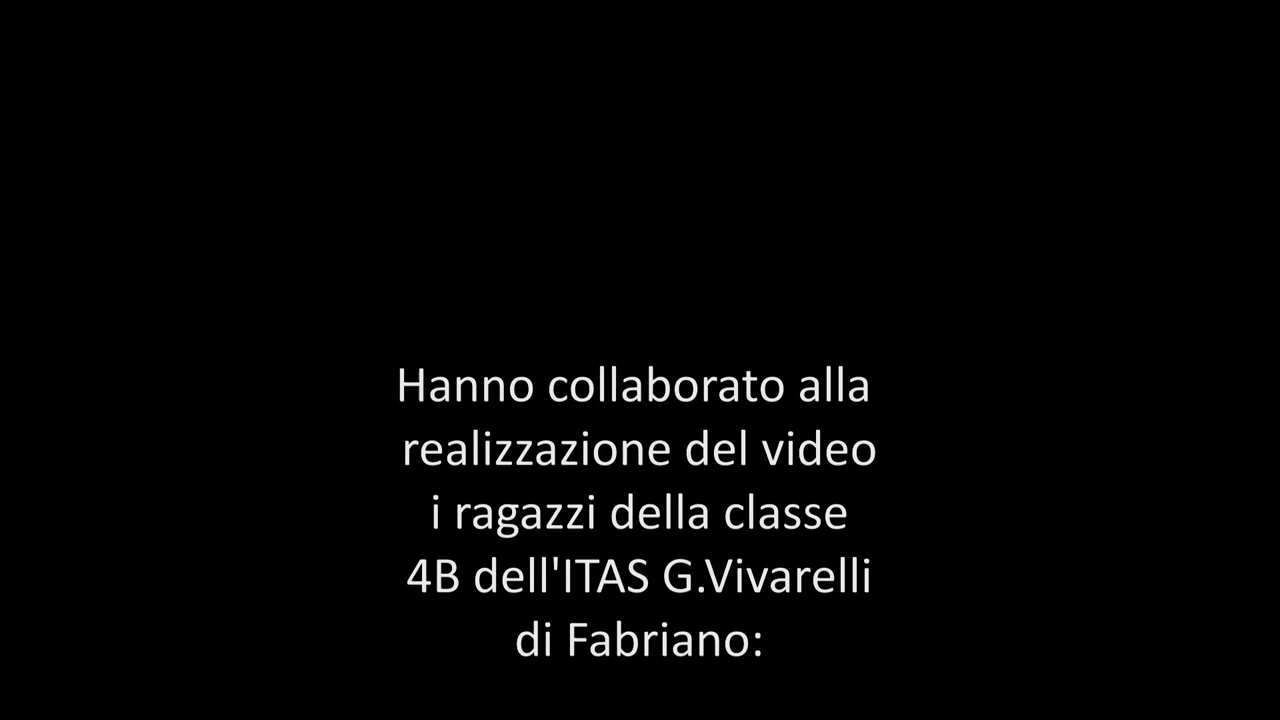 Hanno collaborato alla
realizzazione del video
i ragazzi della classe
4B dell'ITAS G.Vivarelli
di Fabriano: